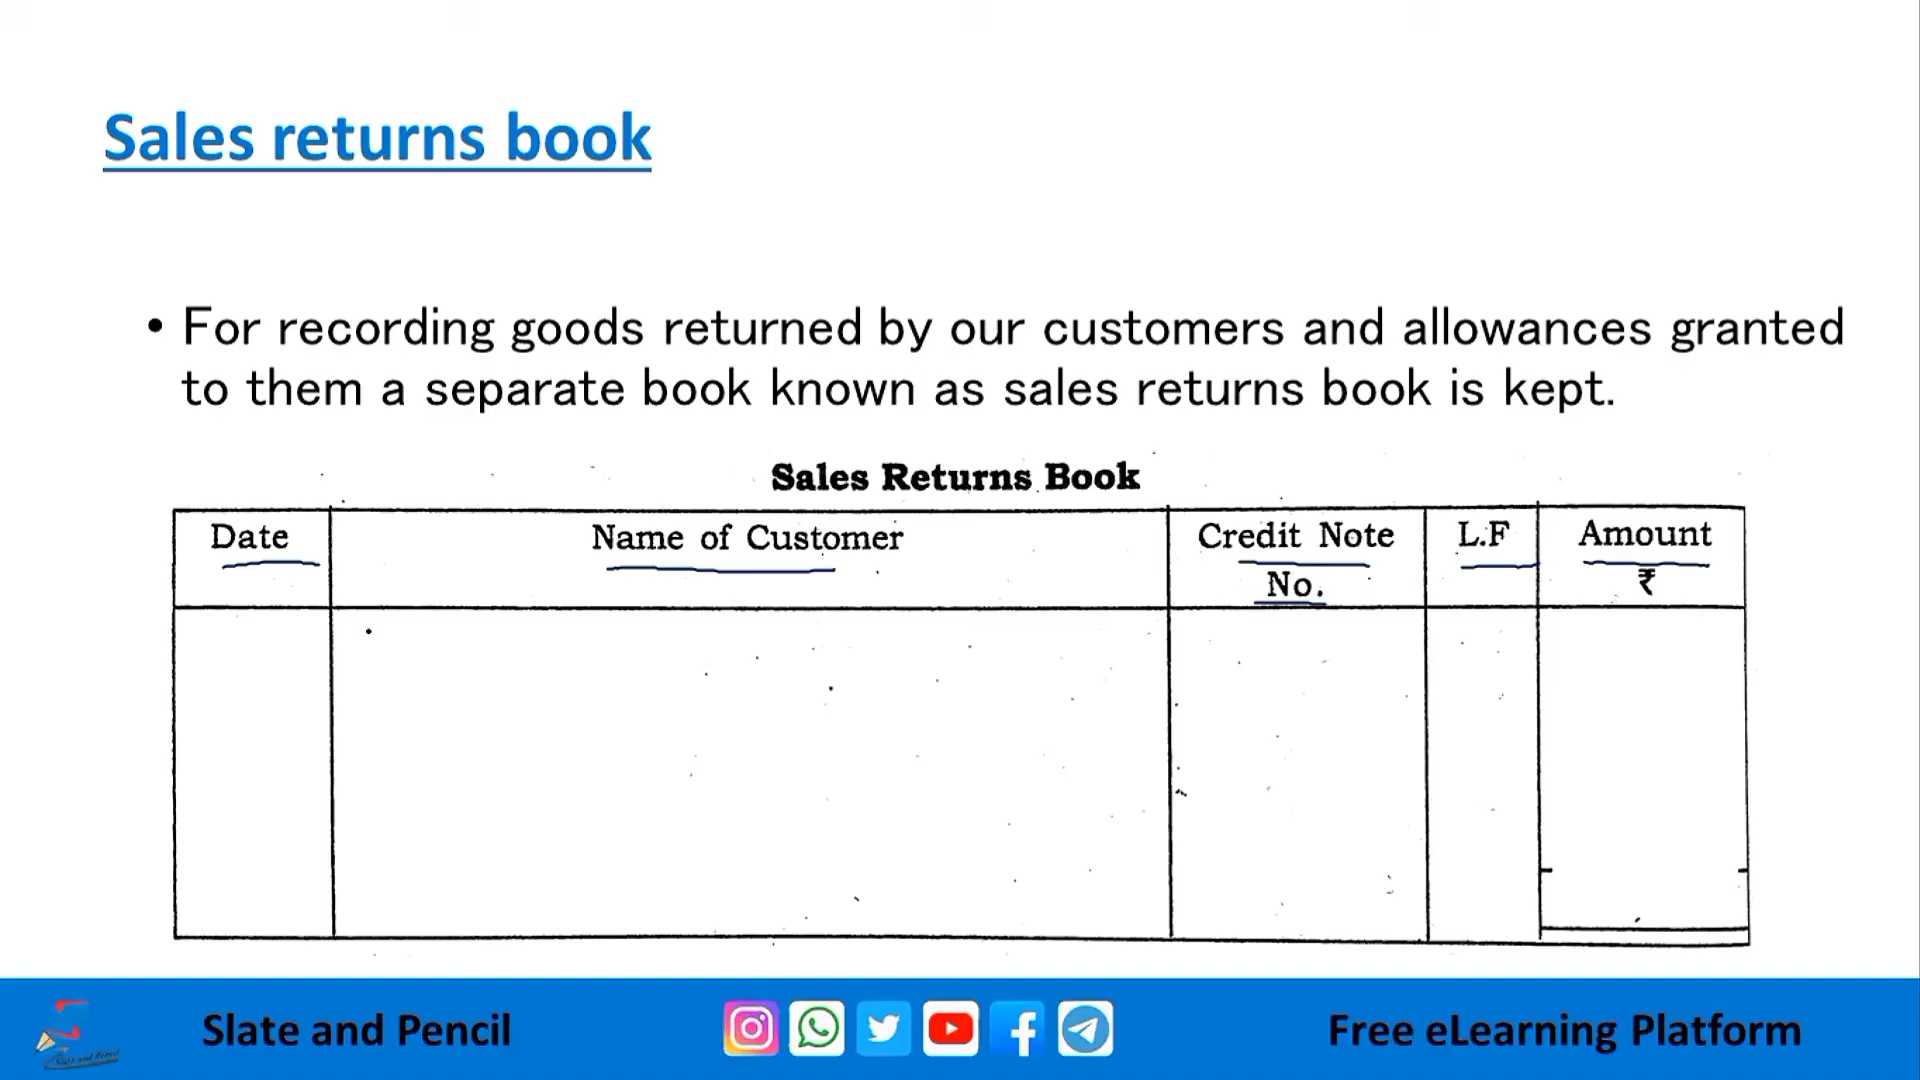 Sales returns book
• For recording goods returned by our customers and allowances granted
to them a separate book known as sales returns book is kept.
Sales Returns Book
Date Name of Customer Credit Note L.F Amount
No. ₹
Slate and Pencil Free eLearning Platform